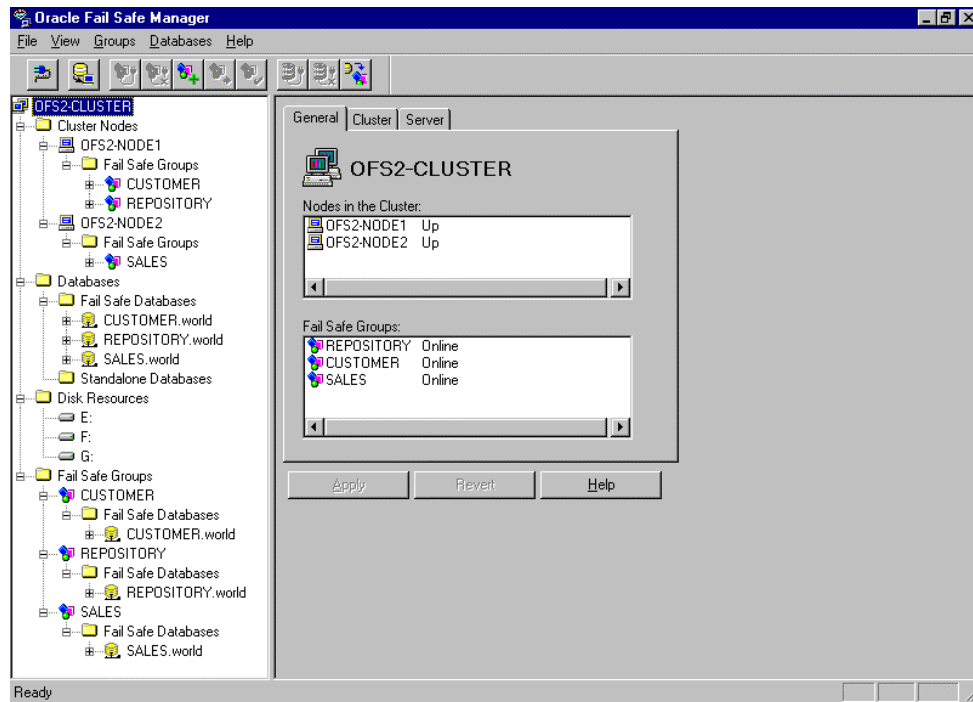 Oracle Fail Safe Manager
File View Groups Databases Help
OFS2-CLUSTER
Cluster Nodes
OFS2-NODE1
Fail Safe Groups
CUSTOMER
REPOSITORY
OFS2-NODE2
Fail Safe Groups
SALES
Databases
Fail Safe Databases
CUSTOMER.world
REPOSITORY.world
SALES.world
Standalone Databases
Disk Resources
E:
F:
G:
Fail Safe Groups
CUSTOMER
Fail Safe Databases
CUSTOMER.world
REPOSITORY
Fail Safe Databases
REPOSITORY.world
SALES
Fail Safe Databases
SALES.world
General Cluster Server
OFS2-CLUSTER
Nodes in the Cluster:
OFS2-NODE1 Up
OFS2-NODE2 Up
Fail Safe Groups:
REPOSITORY Online
CUSTOMER Online
SALES Online
Apply Revert Help
Ready